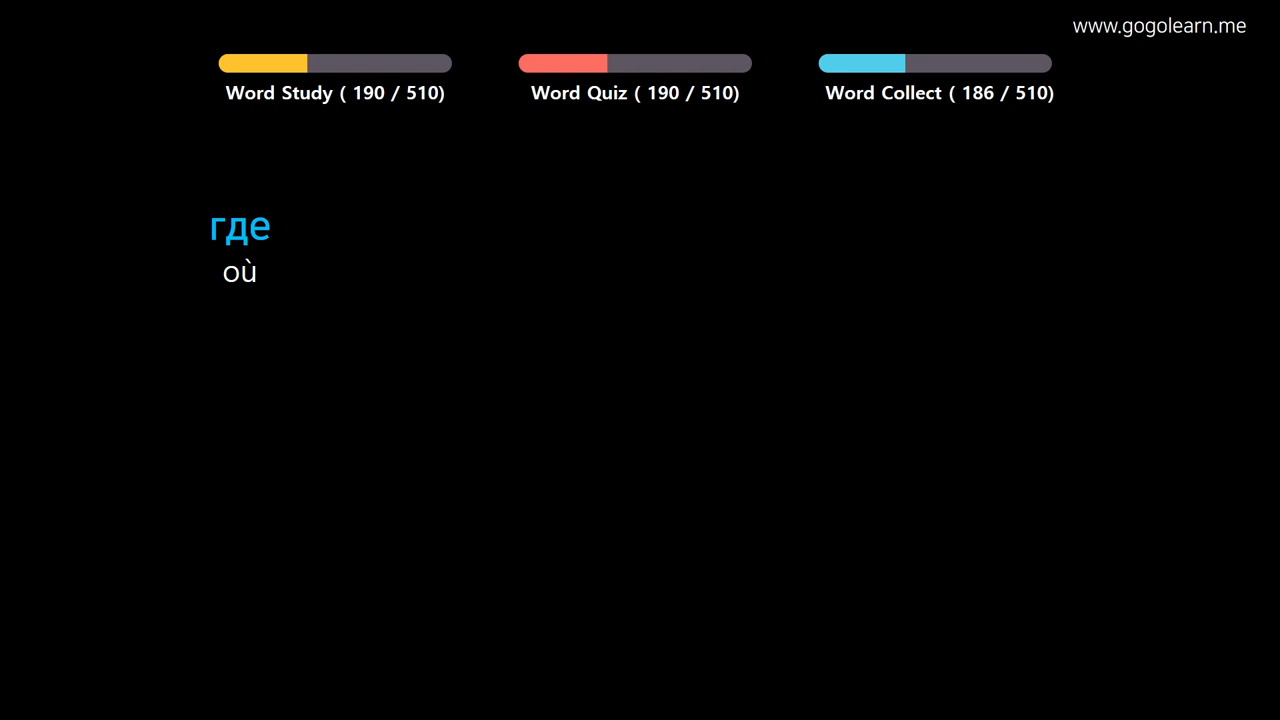 www.gogolearn.me
Word Study ( 190 / 510)
Word Quiz ( 190 / 510)
Word Collect ( 186 / 510)
где
où